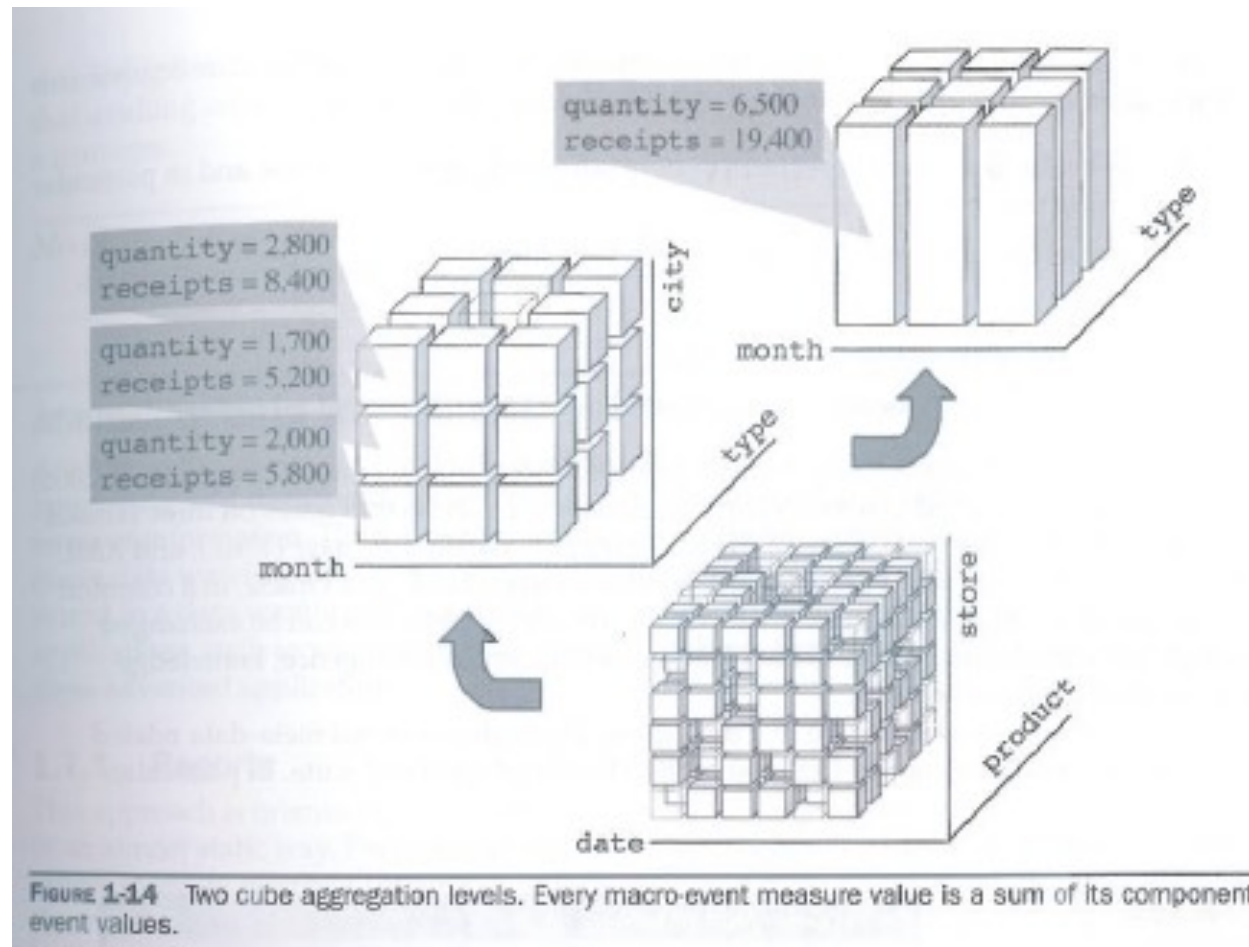 quantity = 6,500
receipts = 19,400
quantity = 2,800
receipts = 8,400
quantity = 1,700
receipts = 5,200
quantity = 2,000
receipts = 5,800
city
type
month
type
month
store
product
date
FIGURE 1-14 Two cube aggregation levels. Every macro-event measure value is a sum of its component
event values.